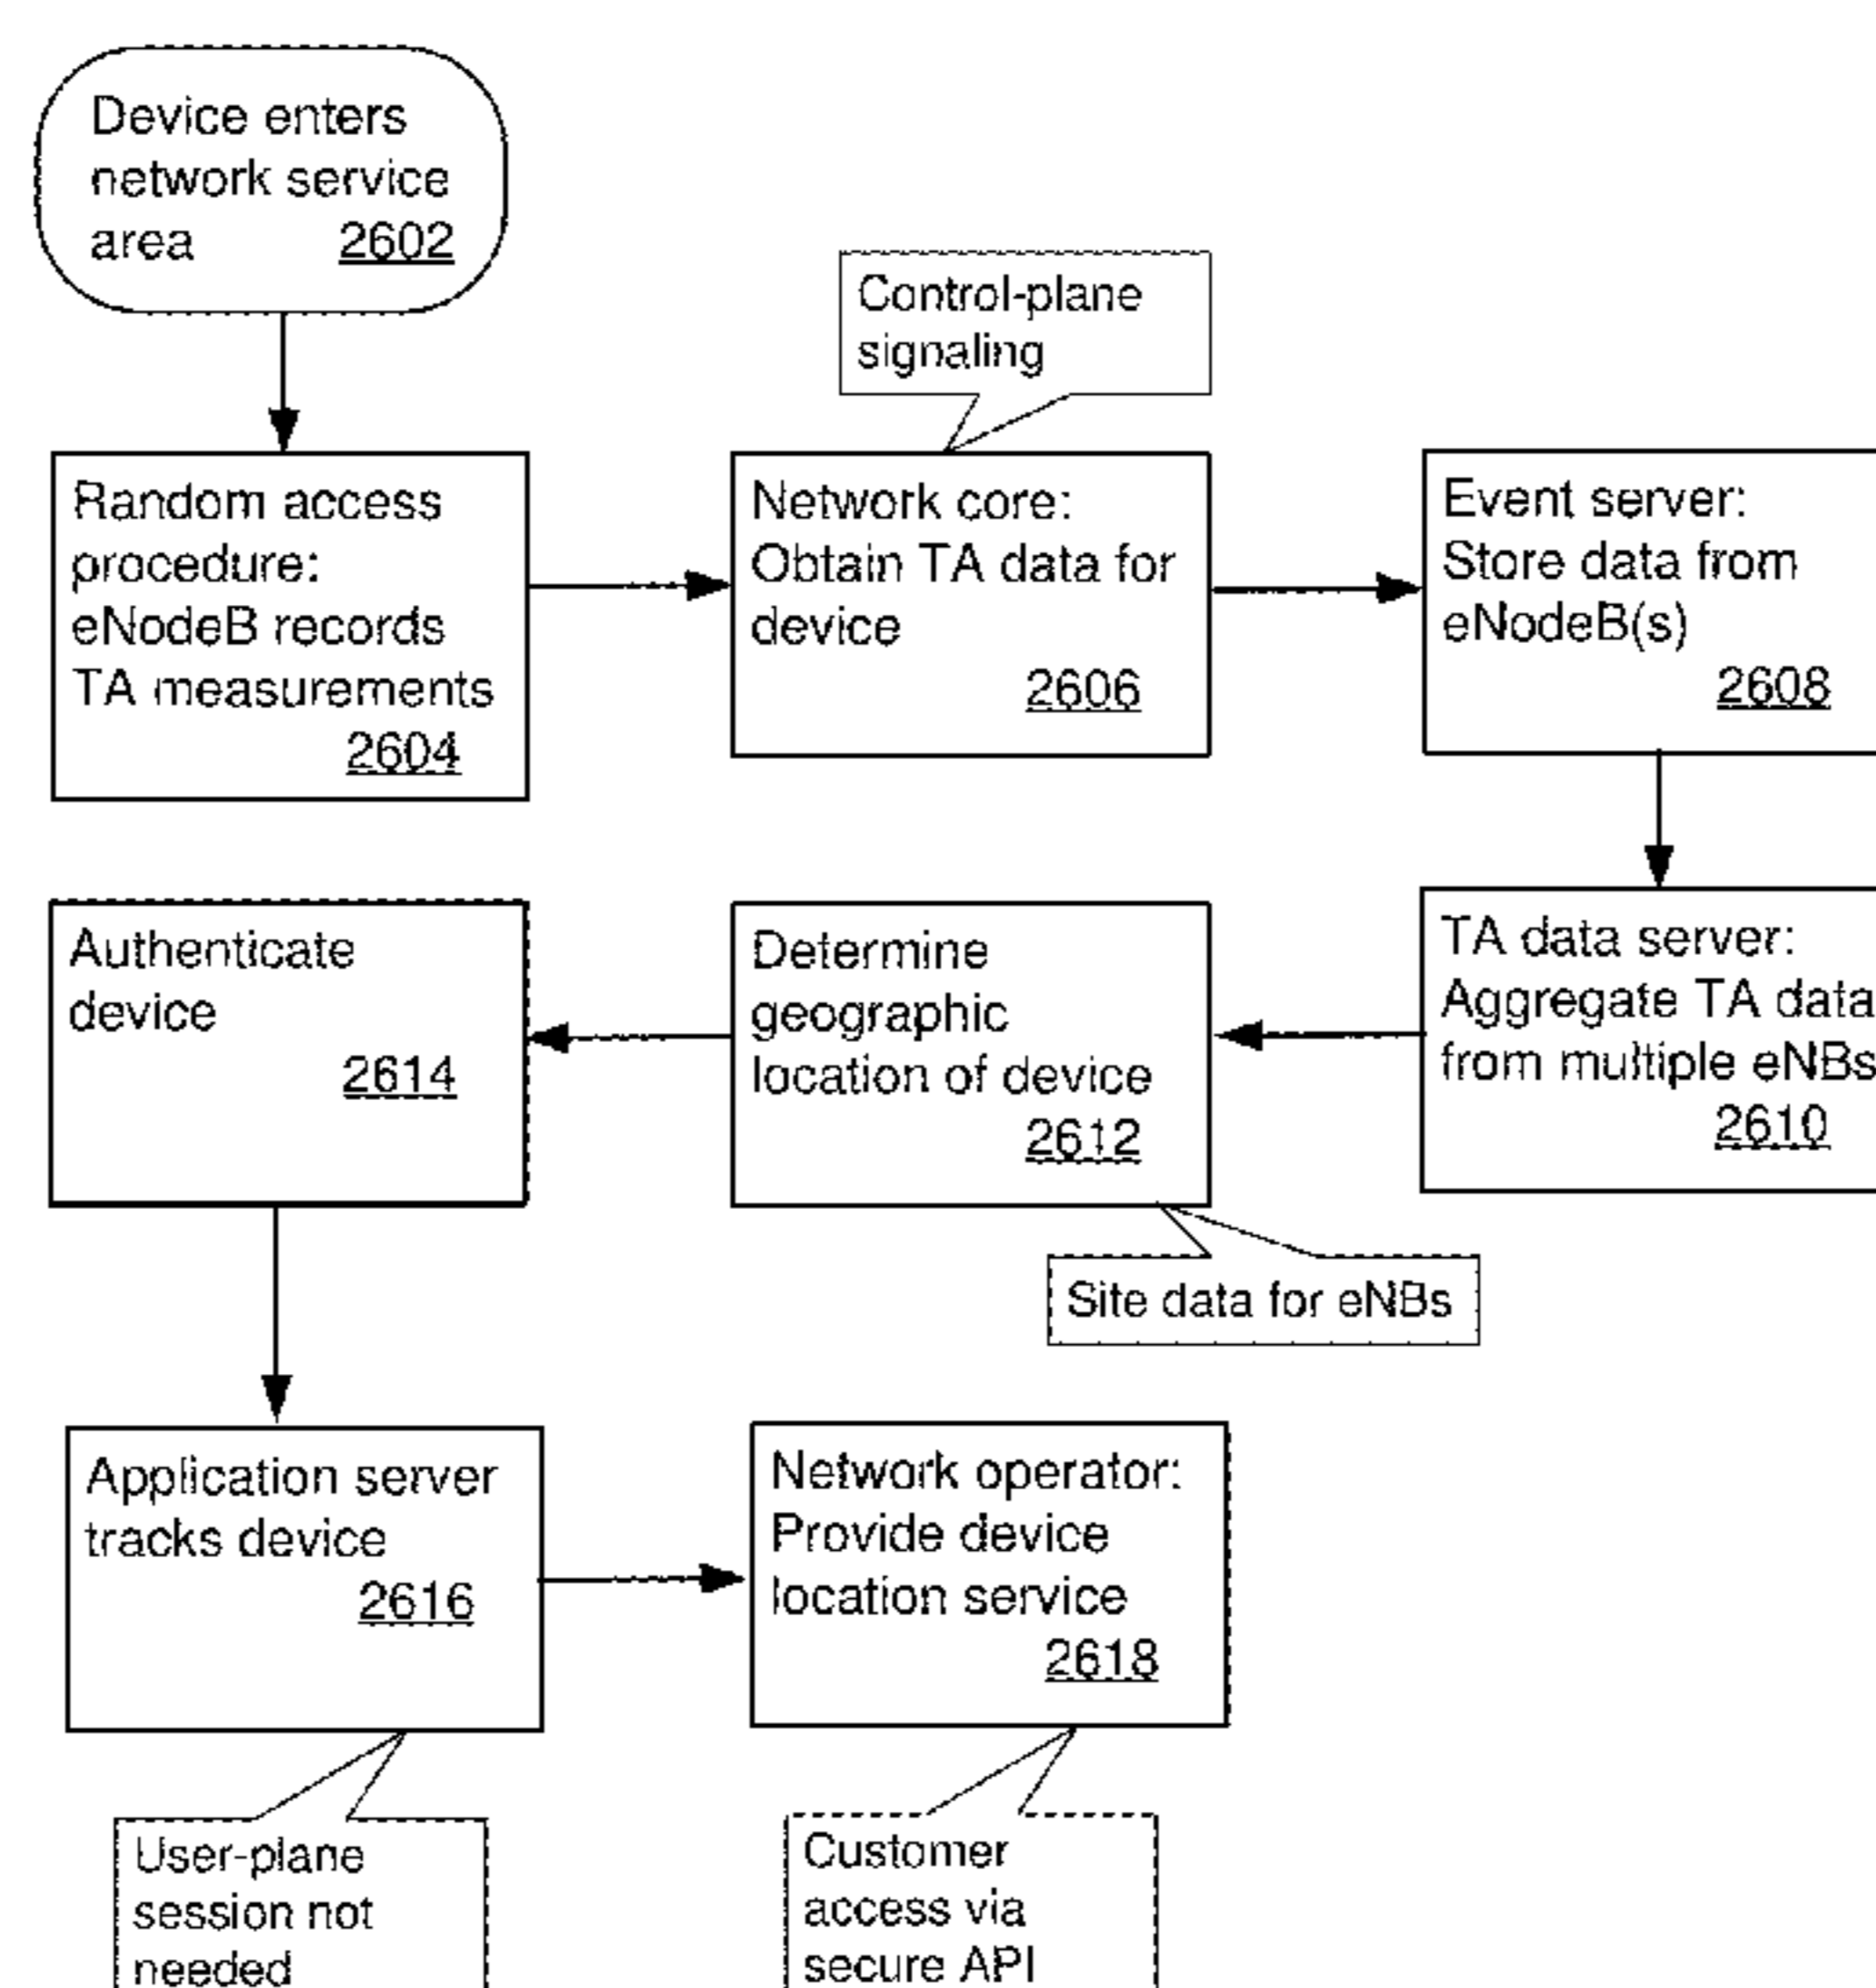 Device enters
network service
area 2602
Control-plane
signaling
Random access
procedure:
eNodeB records
TA measurements
2604
Network core:
Obtain TA data for
device
2606
Event server:
Store data from
eNodeB(s)
2608
Authenticate
device
2614
Determine
geographic
location of device
2612
TA data server:
Aggregate TA data
from multiple eNBs
2610
Site data for eNBs
Application server
tracks device
2616
Network operator:
Provide device
location service
2618
User-plane
session not
needed
Customer
access via
secure API